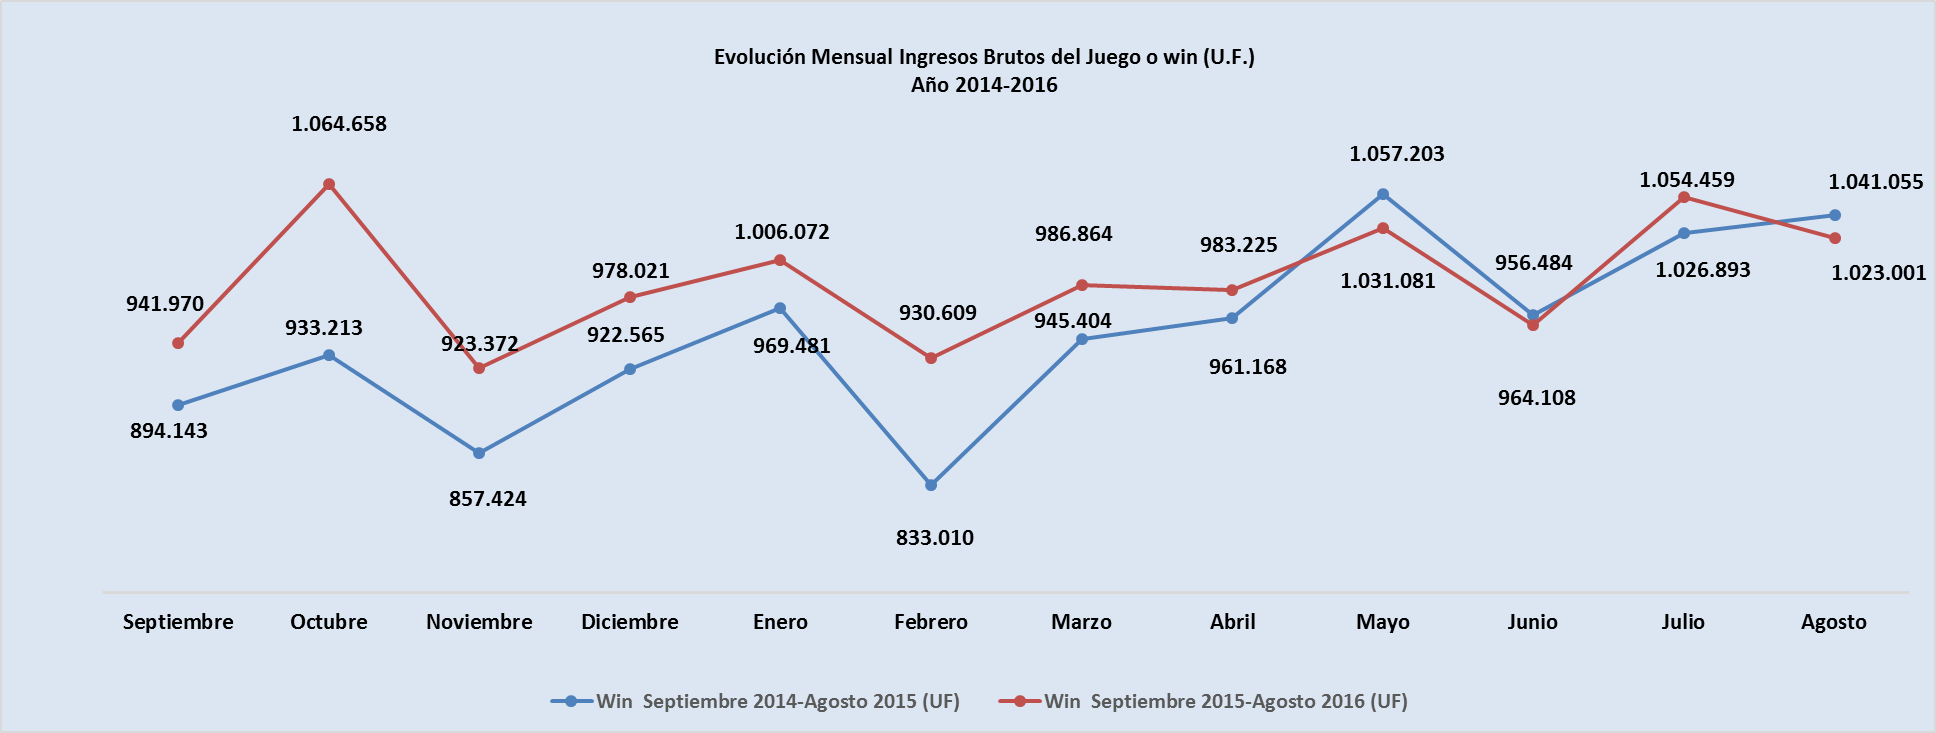 Evolución Mensual Ingresos Brutos del Juego o win (U.F.)
Año 2014-2016
1.064.658
1.057.203
1.054.459
1.041.055
941.970
933.213
923.372
978.021
922.565
1.006.072
969.481
930.609
986.864
945.404
983.225
961.168
1.031.081
956.484
964.108
1.026.893
1.023.001
894.143
857.424
833.010
Septiembre
Octubre
Noviembre
Diciembre
Enero
Febrero
Marzo
Abril
Mayo
Junio
Julio
Agosto
Win  Septiembre 2014-Agosto 2015 (UF)
Win  Septiembre 2015-Agosto 2016 (UF)